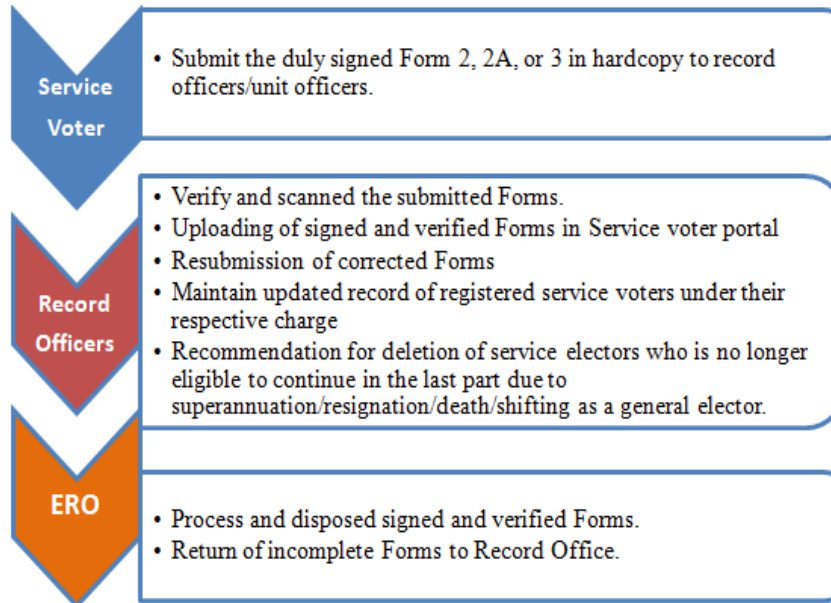 Service
Voter
• Submit the duly signed Form 2, 2A, or 3 in hardcopy to record
officers/unit officers.
Record
Officers
• Verify and scanned the submitted Forms.
• Uploading of signed and verified Forms in Service voter portal
• Resubmission of corrected Forms
• Maintain updated record of registered service voters under their
respective charge
• Recommendation for deletion of service electors who is no longer
eligible to continue in the last part due to
superannuation/resignation/death/shifting as a general elector.
ERO
• Process and disposed signed and verified Forms.
• Return of incomplete Forms to Record Office.